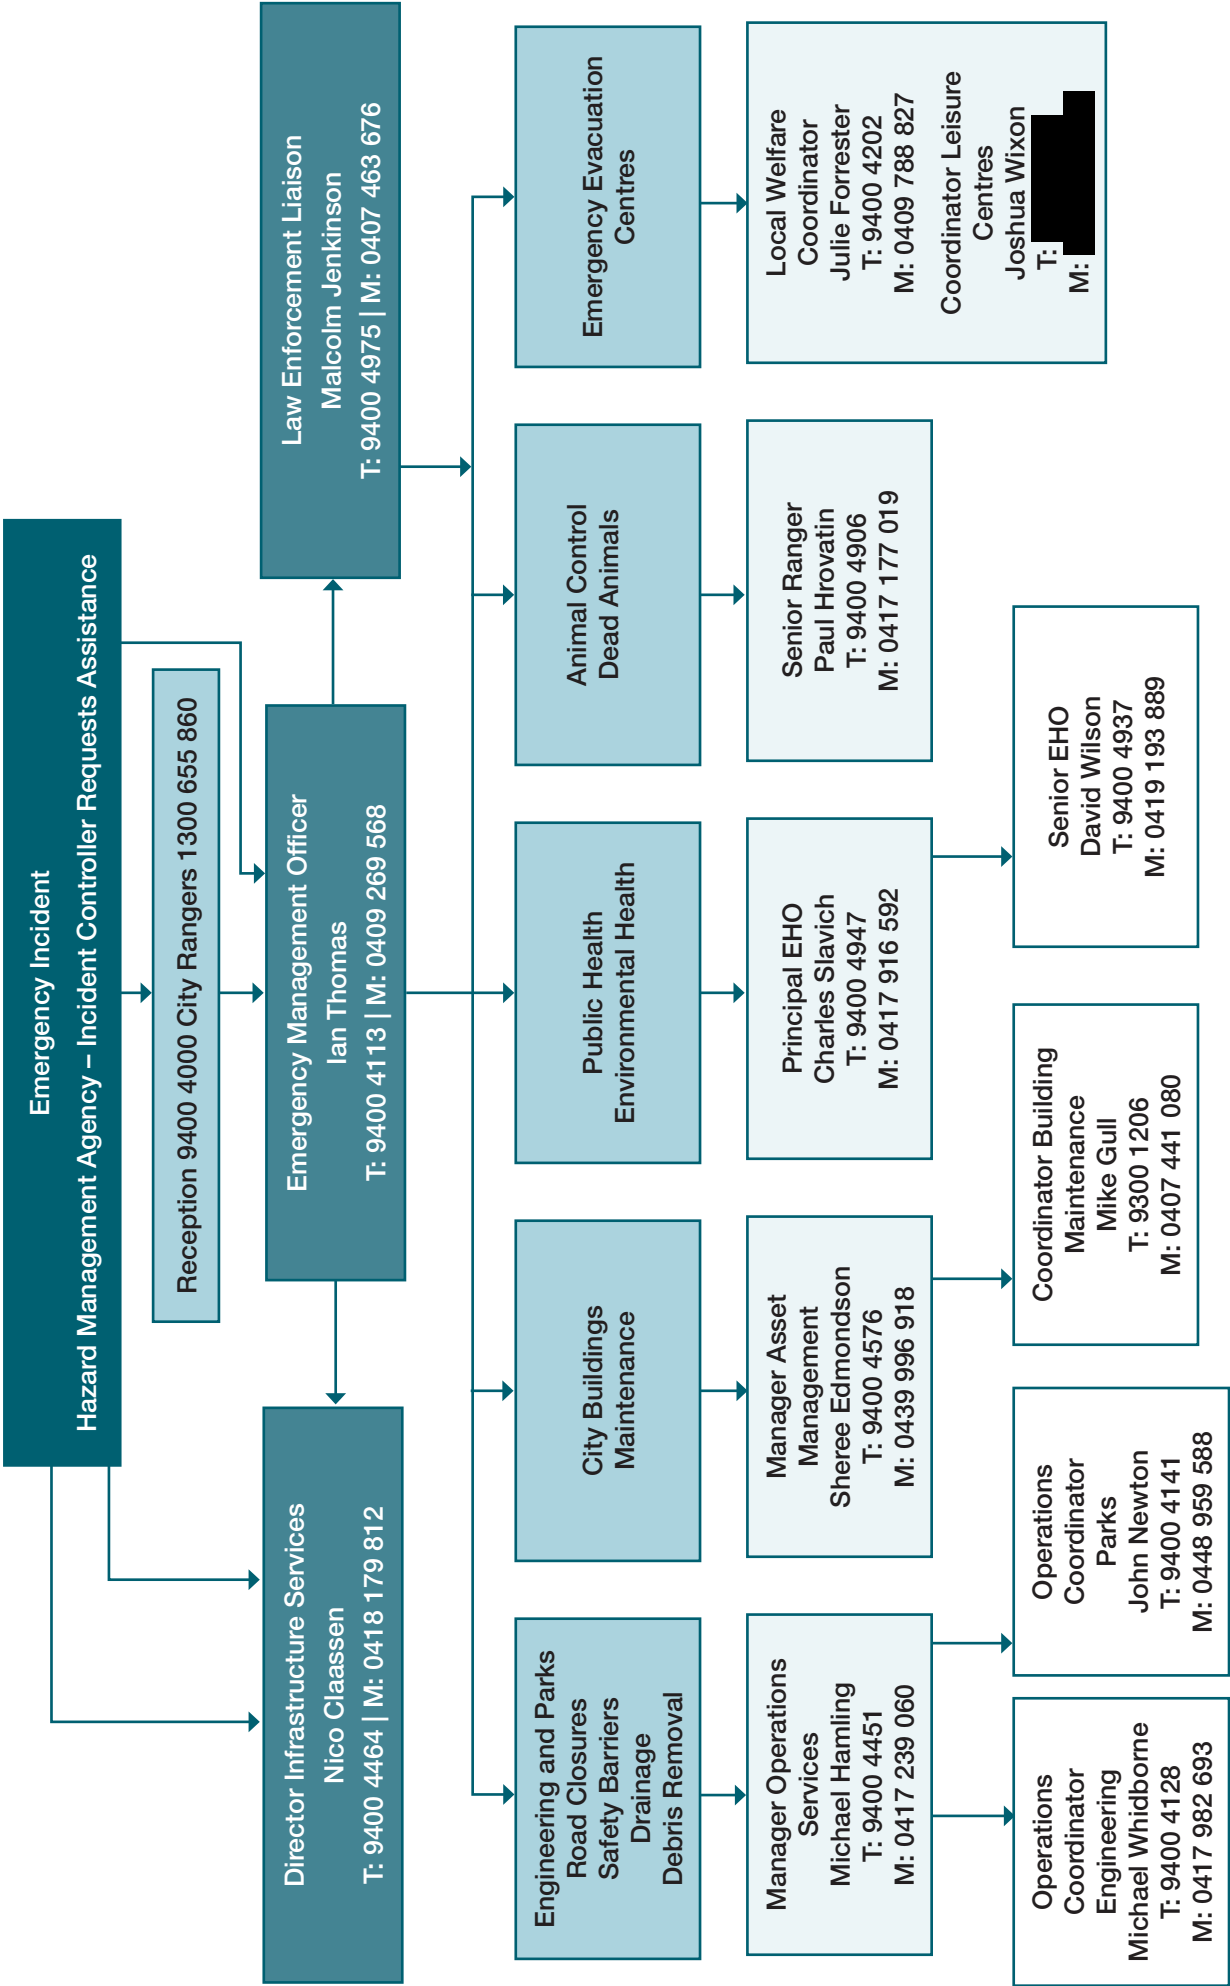 Emergency Incident
Hazard Management Agency – Incident Controller Requests Assistance
Reception 9400 4000 City Rangers 1300 655 860
Director Infrastructure Services
Nico Claassen
T: 9400 4464 | M: 0418 179 812
Emergency Management Officer
Ian Thomas
T: 9400 4113 | M: 0409 269 568
Law Enforcement Liaison
Malcolm Jenkinson
T: 9400 4975 | M: 0407 463 676
Engineering and Parks
Road Closures
Safety Barriers
Drainage
Debris Removal
City Buildings
Maintenance
Public Health
Environmental Health
Animal Control
Dead Animals
Emergency Evacuation
Centres
Manager Operations
Services
Michael Hamling
T: 9400 4451
M: 0417 239 060
Manager Asset
Management
Sheree Edmondson
T: 9400 4576
M: 0439 996 918
Principal EHO
Charles Slavich
T: 9400 4947
M: 0417 916 592
Senior Ranger
Paul Hrovatin
T: 9400 4906
M: 0417 177 019
Local Welfare
Coordinator
Julie Forrester
T: 9400 4202
M: 0409 788 827
Coordinator Leisure
Centres
Joshua Wixon
T:
M:
Operations
Coordinator
Engineering
Michael Whidborne
T: 9400 4128
M: 0417 982 693
Operations
Coordinator
Parks
John Newton
T: 9400 4141
M: 0448 959 588
Coordinator Building
Maintenance
Mike Gull
T: 9300 1206
M: 0407 441 080
Senior EHO
David Wilson
T: 9400 4937
M: 0419 193 889